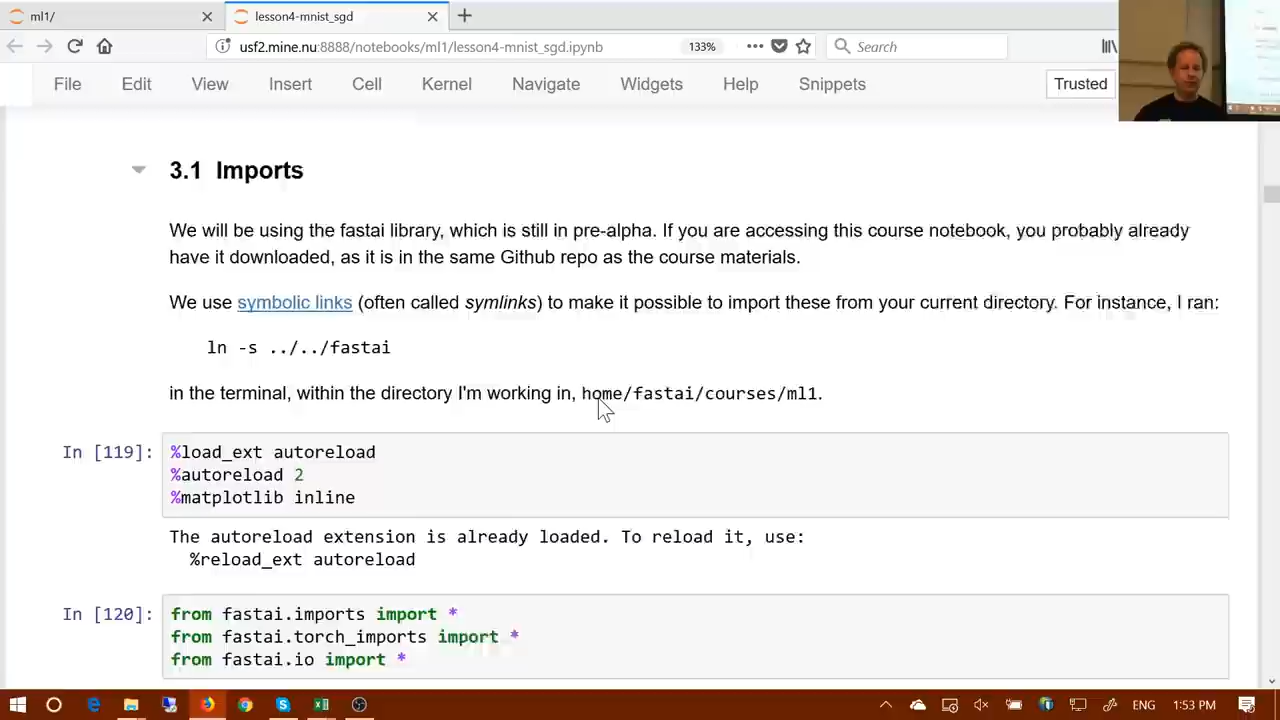 ml1/
lesson4-mnist_sgd
usf2.mine.nu:8888/notebooks/ml1/lesson4-mnist_sgd.ipynb
133%
Search
File Edit View Insert Cell Kernel Navigate Widgets Help Snippets
Trusted
3.1 Imports
We will be using the fastai library, which is still in pre-alpha. If you are accessing this course notebook, you probably already
have it downloaded, as it is in the same Github repo as the course materials.
We use symbolic links (often called symlinks) to make it possible to import these from your current directory. For instance, I ran:
ln -s ../../fastai
in the terminal, within the directory I'm working in, home/fastai/courses/ml1.
In [119]:
%load_ext autoreload
%autoreload 2
%matplotlib inline
The autoreload extension is already loaded. To reload it, use:
%reload_ext autoreload
In [120]:
from fastai.imports import *
from fastai.torch_imports import *
from fastai.io import *
ENG
1:53 PM